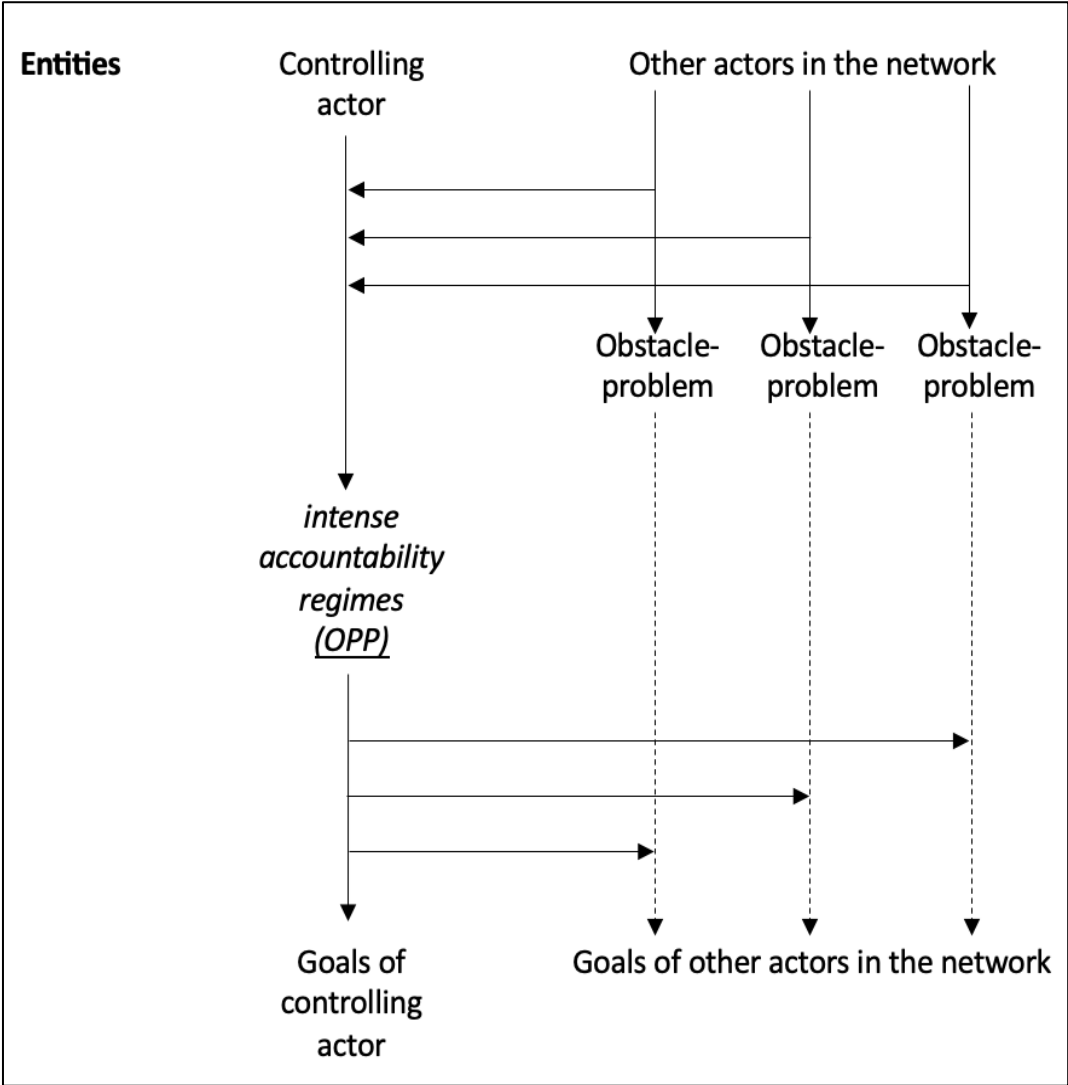 Entities
Controlling
actor
Other actors in the network
Obstacle-
problem
Obstacle-
problem
Obstacle-
problem
intense
accountability
regimes
(OPP)
Goals of
controlling
actor
Goals of other actors in the network